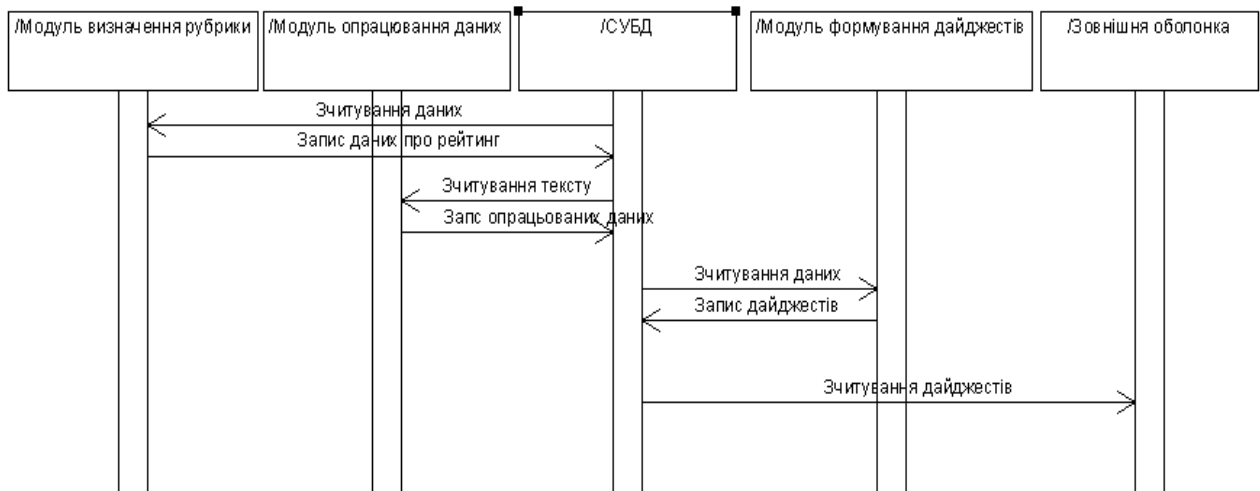 /Модуль визначення рубрики
/Модуль опрацювання даних
/СУБД
/Модуль формування дайджестів
/Зовнішня оболонка
Зчитування даних
Запис даних про рейтинг
Зчитування тексту
Запс опрацьованих даних
Зчитування даних
Запис дайджестів
Зчитування дайджестів